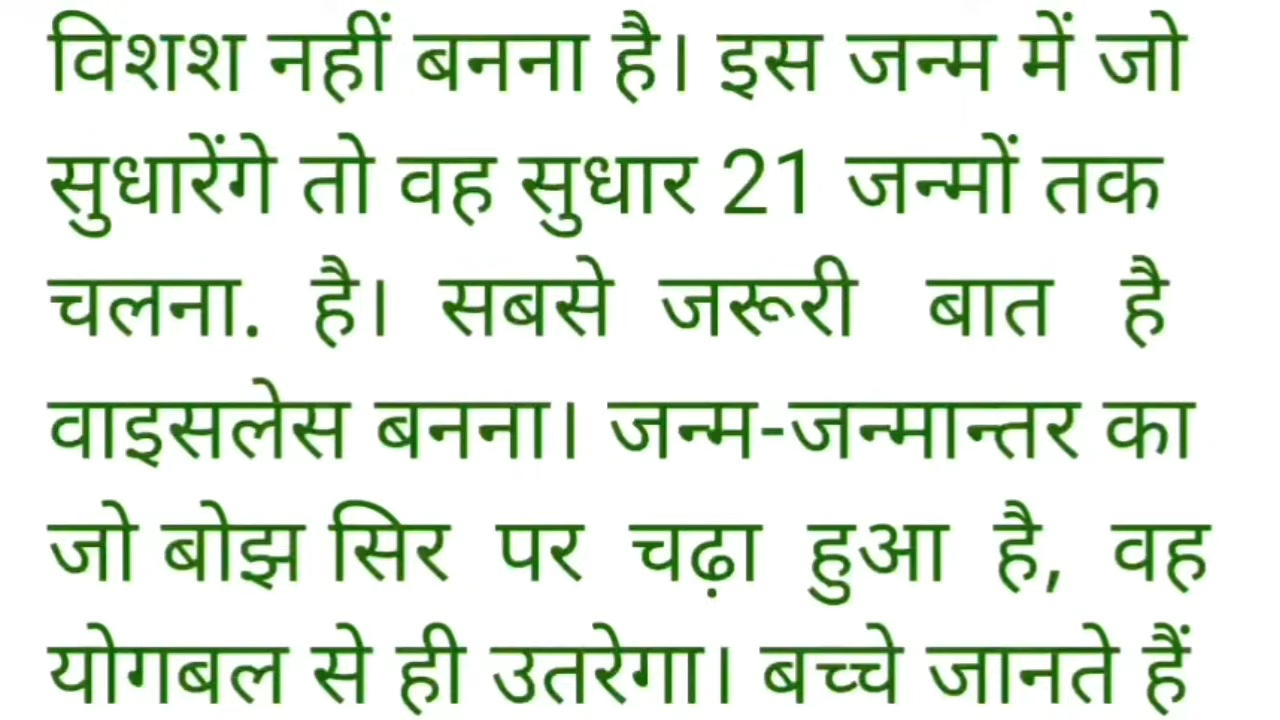 विशश नहीं बनना है। इस जन्म में जो
सुधारेंगे तो वह सुधार 21 जन्मों तक
चलना. है। सबसे जरूरी बात है
वाइसलेस बनना। जन्म-जन्मान्तर का
जो बोझ सिर पर चढ़ा हुआ है, वह
योगबल से ही उतरेगा। बच्चे जानते हैं